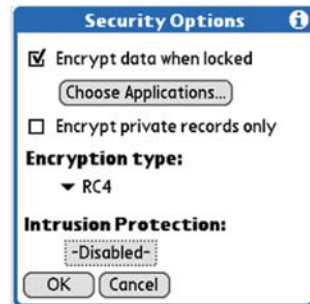 Security Options
Encrypt data when locked
Choose Applications...
Encrypt private records only
Encryption type:
RC4
Intrusion Protection:
-Disabled-
OK Cancel